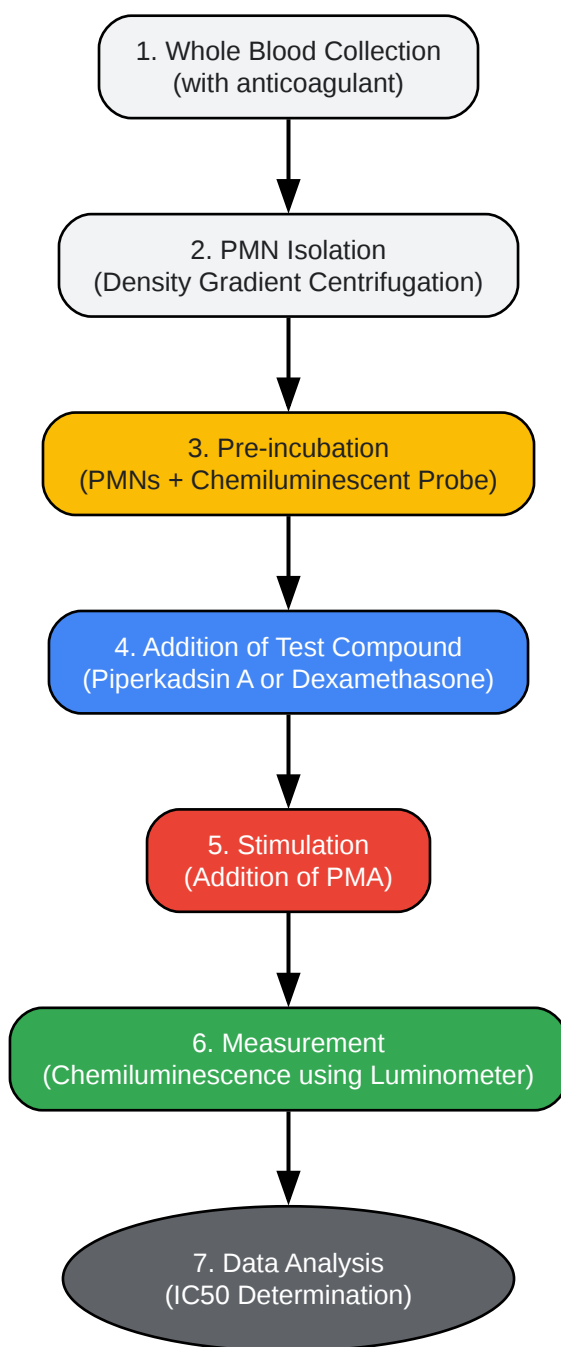 1. Whole Blood Collection
(with anticoagulant)
2. PMN Isolation
(Density Gradient Centrifugation)
3. Pre-incubation
(PMNs + Chemiluminescent Probe)
4. Addition of Test Compound
(Piperkadsin A or Dexamethasone)
5. Stimulation
(Addition of PMA)
6. Measurement
(Chemiluminescence using Luminometer)
7. Data Analysis
(IC50 Determination)